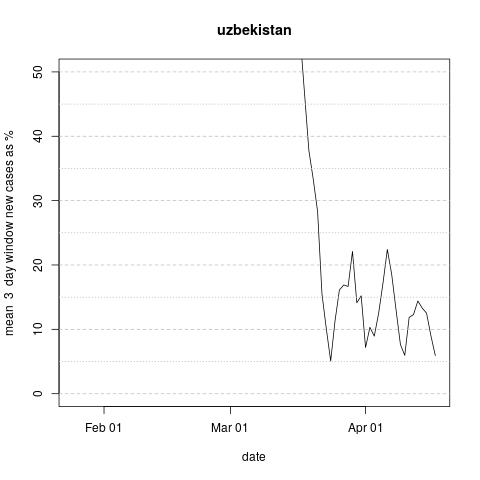 uzbekistan
mean  3  day window new cases as %
50
40
30
20
10
0
Feb 01
Mar 01
Apr 01
date